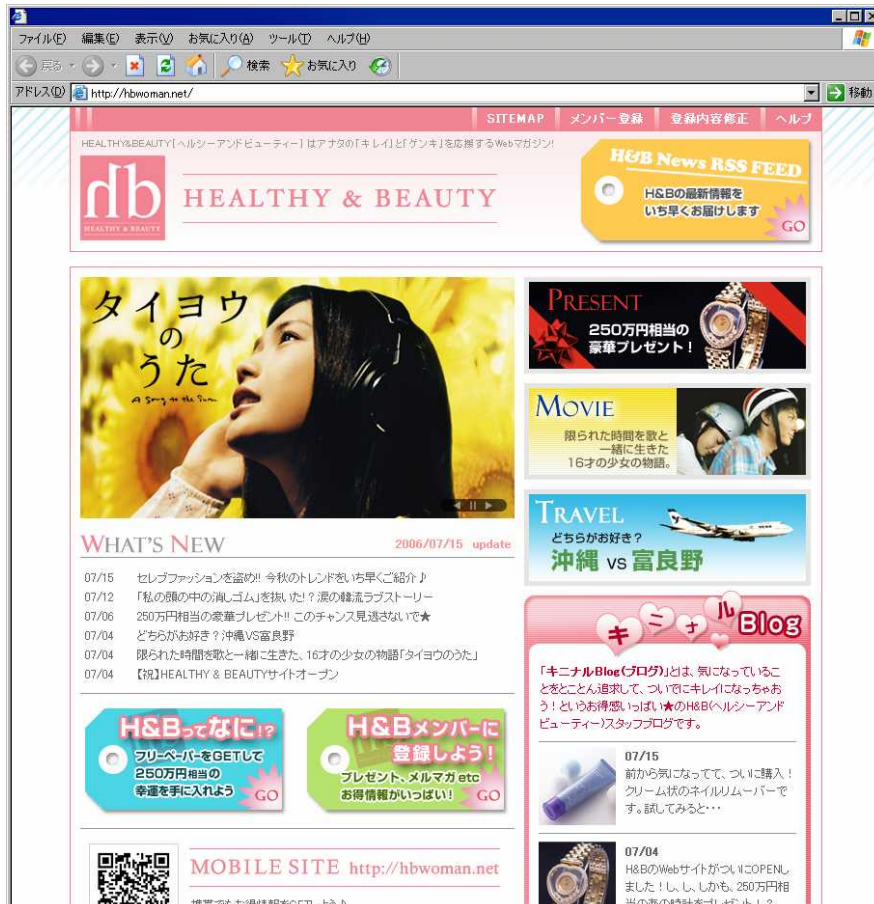 ファイル(F) 編集(E) 表示(V) お気に入り(A) ツール(T) ヘルプ(H)
戻る 検索 お気に入り
アドレス(D) http://hbwoman.net/ 移動
SITEMAP メンバー登録 登録内容修正 ヘルプ
HEALTHY&BEAUTY[ヘルシーアンドビューティー]はアナタの「キレイ」と「ゲンキ」を応援するWebマガジン!
hb
HEALTHY & BEAUTY
HEALTHY & BEAUTY
H&B News RSS FEED
H&Bの最新情報を
いち早くお届けします
GO
タイヨウ
の
うた
A Song to the Sun
PRESENT
250万円相当の
豪華プレゼント!
MOVIE
限られた時間を歌と
一緒に生きた
16才の少女の物語。
TRAVEL
どちらがお好き?
沖縄 VS 富良野
WHAT'S NEW 2006/07/15 update
07/15 セレブファッションを盗め!! 今秋のトレンドをいち早くご紹介♪
07/12 「私の頭の中の消しゴム」を抜いた!?涙の韓流ラブストーリー
07/06 250万円相当の豪華プレゼント!! このチャンス見逃さないで★
07/04 どちらがお好き?沖縄VS富良野
07/04 限られた時間を歌と一緒に生きた、16才の少女の物語「タイヨウのうた」
07/04 【祝】HEALTHY & BEAUTYサイトオープン
H&Bってなに!?
フリーペーパーをGETして
250万円相当の
幸運を手に入れよう
GO
H&Bメンバーに
登録しよう!
プレゼント、メルマガ etc
お得情報がいっぱい!
GO
MOBILE SITE http://hbwoman.net
携帯でもお得情報をGETしよう♪
キニナルBlog
「キニナルBlog(ブログ)」とは、気になっているこ
とをとことん追求して、ついでにキレイになっちゃお
う!というお得感いっぱい★のH&B(ヘルシーアンド
ビューティー)スタッフブログです。
07/15
前から気になってて、ついに購入!
クリーム状のネイルリムーバーで
す。試してみると・・・
07/04
H&BのWebサイトがついにOPENし
ました!し、し、しかも、250万円相
当のあの時計をプレゼント!?